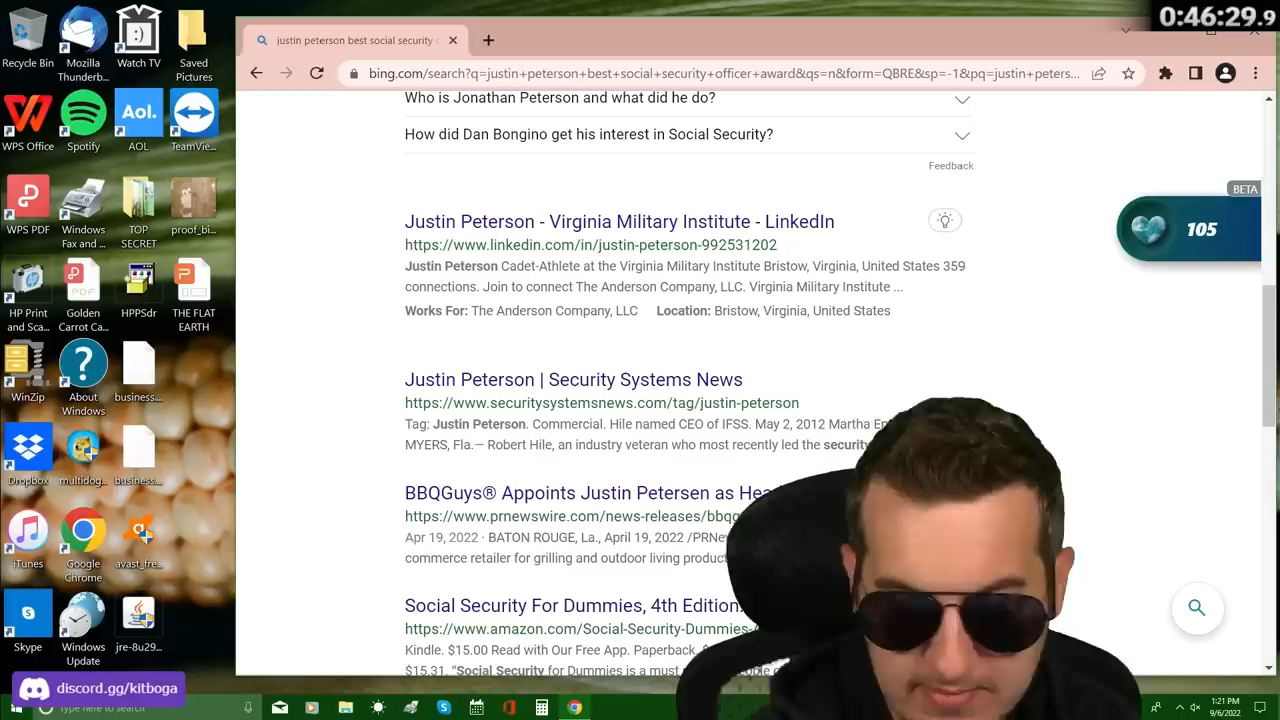 0:46:29.9
Recycle Bin
Mozilla
Thunderb...
Watch TV
Saved
Pictures
WPS Office
Spotify
Aol.
AOL
TeamVie...
WPS PDF
Windows
Fax and ...
TOP
SECRET
proof_bi...
HP Print
and Sca...
Golden
Carrot Ca...
HPPSdr
THE FLAT
EARTH
WinZip
About
Windows
business....
Dropbox
multidog...
business....
iTunes
Google
Chrome
avast_fre...
Skype
Windows
Update
jre-8u29...
discord.gg/kitboga
Type here to search
justin peterson best social security o
bing.com/search?q=justin+peterson+best+social+security+officer+award&qs=n&form=QBRE&sp=-1&pq=justin+peters...
Who is Jonathan Peterson and what did he do?
How did Dan Bongino get his interest in Social Security?
Feedback
BETA
105
Justin Peterson - Virginia Military Institute - LinkedIn
https://www.linkedin.com/in/justin-peterson-992531202
Justin Peterson Cadet-Athlete at the Virginia Military Institute Bristow, Virginia, United States 359
connections. Join to connect The Anderson Company, LLC. Virginia Military Institute ...
Works For: The Anderson Company, LLC Location: Bristow, Virginia, United States
Justin Peterson | Security Systems News
https://www.securitysystemsnews.com/tag/justin-peterson
Tag: Justin Peterson. Commercial. Hile named CEO of IFSS. May 2, 2012 Martha En
MYERS, Fla.— Robert Hile, an industry veteran who most recently led the security
BBQGuys® Appoints Justin Petersen as Hea
https://www.prnewswire.com/news-releases/bbqg
Apr 19, 2022 · BATON ROUGE, La., April 19, 2022 /PRNew
commerce retailer for grilling and outdoor living product
Social Security For Dummies, 4th Edition
https://www.amazon.com/Social-Security-Dummies-
Kindle. $15.00 Read with Our Free App. Paperback.
$15.31. “Social Security for Dummies is a must
1:21 PM
9/6/2022